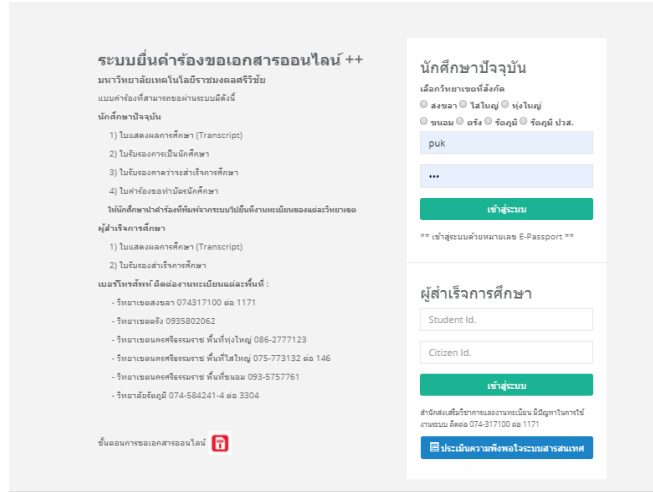 ระบบยื่นคำร้องขอเอกสารออนไลน์ ++
มหาวิทยาลัยเทคโนโลยีราชมงคลศรีวิชัย
แบบคำร้องที่สามารถขอผ่านระบบมีดังนี้
นักศึกษาปัจจุบัน
1) ใบแสดงผลการศึกษา (Transcript)
2) ใบรับรองการเป็นนักศึกษา
3) ใบรับรองคาดว่าจะสำเร็จการศึกษา
4) ใบคำร้องขอทำบัตรนักศึกษา
ให้นักศึกษานำคำร้องที่พิมพ์จากระบบไปยื่นที่งานทะเบียนของแต่ละวิทยาเขต
ผู้สำเร็จการศึกษา
1) ใบแสดงผลการศึกษา (Transcript)
2) ใบรับรองสำเร็จการศึกษา
เบอร์โทรศัพท์ ติดต่องานทะเบียนแต่ละพื้นที่ :
- วิทยาเขตสงขลา 074317100 ต่อ 1171
- วิทยาเขตตรัง 0935802062
- วิทยาเขตนครศรีธรรมราช พื้นที่ทุ่งใหญ่ 086-2777123
- วิทยาเขตนครศรีธรรมราช พื้นที่ไสใหญ่ 075-773132 ต่อ 146
- วิทยาเขตนครศรีธรรมราช พื้นที่ขนอม 093-5757761
- วิทยาลัยรัตภูมิ 074-584241-4 ต่อ 3304
ขั้นตอนการขอเอกสารออนไลน์
นักศึกษาปัจจุบัน
เลือกวิทยาเขตที่สังกัด
สงขลา ไสใหญ่ ทุ่งใหญ่
ขนอม ตรัง รัตภูมิ รัตภูมิ ปวส.
puk
•••
เข้าสู่ระบบ
** เข้าสู่ระบบด้วยหมายเลข E-Passport **
ผู้สำเร็จการศึกษา
Student Id.
Citizen Id.
เข้าสู่ระบบ
สำนักส่งเสริมวิชาการและงานทะเบียน มีปัญหาในการใช้
งานระบบ ติดต่อ 074-317100 ต่อ 1171
ประเมินความพึงพอใจระบบสารสนเทศ